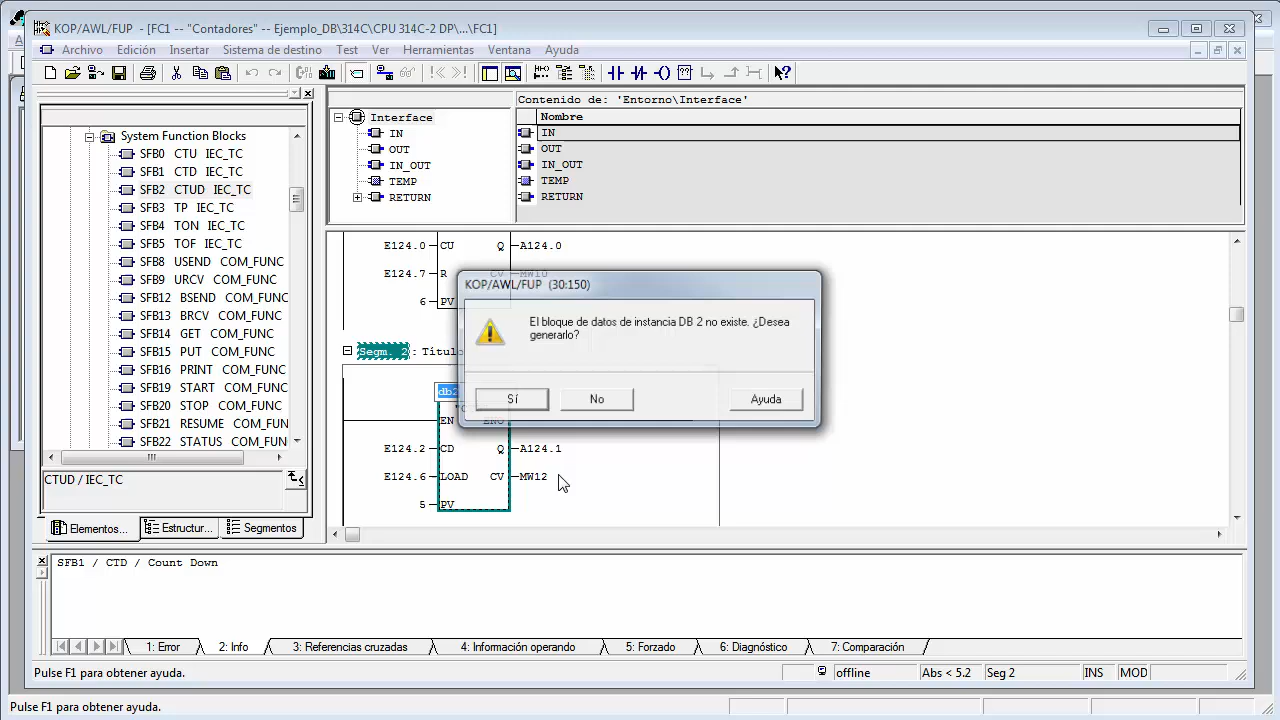 KOP/AWL/FUP - [FC1 -- "Contadores" -- Ejemplo_DB\314C\CPU 314C-2 DP\...\FC1]
Archivo Edición Insertar Sistema de destino Test Ver Herramientas Ventana Ayuda
System Function Blocks
SFB0 CTU IEC_TC
SFB1 CTD IEC_TC
SFB2 CTUD IEC_TC
SFB3 TP IEC_TC
SFB4 TON IEC_TC
SFB5 TOF IEC_TC
SFB8 USEND COM_FUNC
SFB9 URCV COM_FUNC
SFB12 BSEND COM_FUNC
SFB13 BRCV COM_FUNC
SFB14 GET COM_FUNC
SFB15 PUT COM_FUNC
SFB16 PRINT COM_FUNC
SFB19 START COM_FUNC
SFB20 STOP COM_FUNC
SFB21 RESUME COM_FUNC
SFB22 STATUS COM_FUNC
CTUD / IEC_TC
Elementos...
Estructur...
Segmentos
Interface
IN
OUT
IN_OUT
TEMP
RETURN
Contenido de: 'Entorno\Interface'
Nombre
IN
OUT
IN_OUT
TEMP
RETURN
E124.0 CU Q A124.0
E124.7 R CV MW10
6 PV
KOP/AWL/FUP (30:150)
El bloque de datos de instancia DB 2 no existe. ¿Desea
generarlo?
Sí No Ayuda
Segm. 2 : Título
db2
EN ENO
E124.2 CD Q A124.1
E124.6 LOAD CV MW12
5 PV
SFB1 / CTD / Count Down
1: Error 2: Info 3: Referencias cruzadas 4: Información operando 5: Forzado 6: Diagnóstico 7: Comparación
Pulse F1 para obtener ayuda. offline Abs < 5.2 Seg 2 INS MOD
Pulse F1 para obtener ayuda.